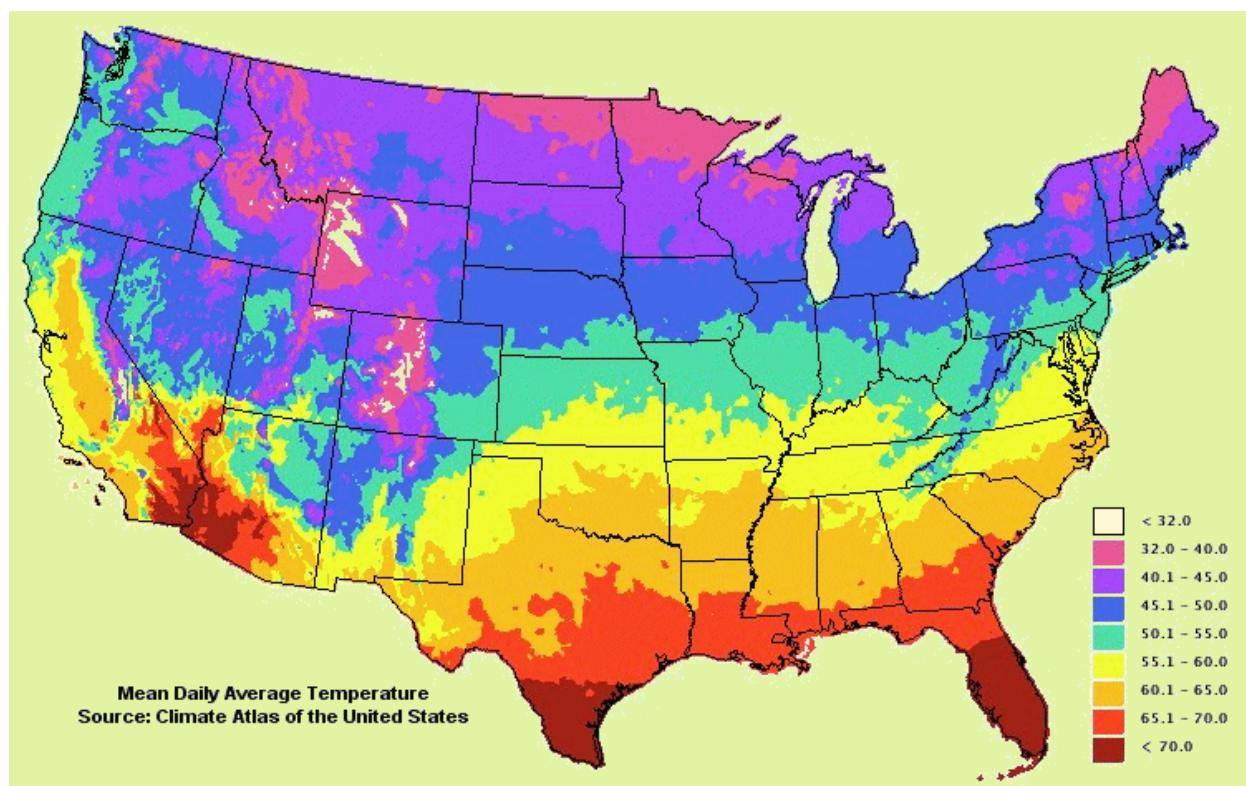 < 32.0
32.0 - 40.0
40.1 - 45.0
45.1 - 50.0
50.1 - 55.0
55.1 - 60.0
60.1 - 65.0
65.1 - 70.0
< 70.0
Mean Daily Average Temperature
Source: Climate Atlas of the United States